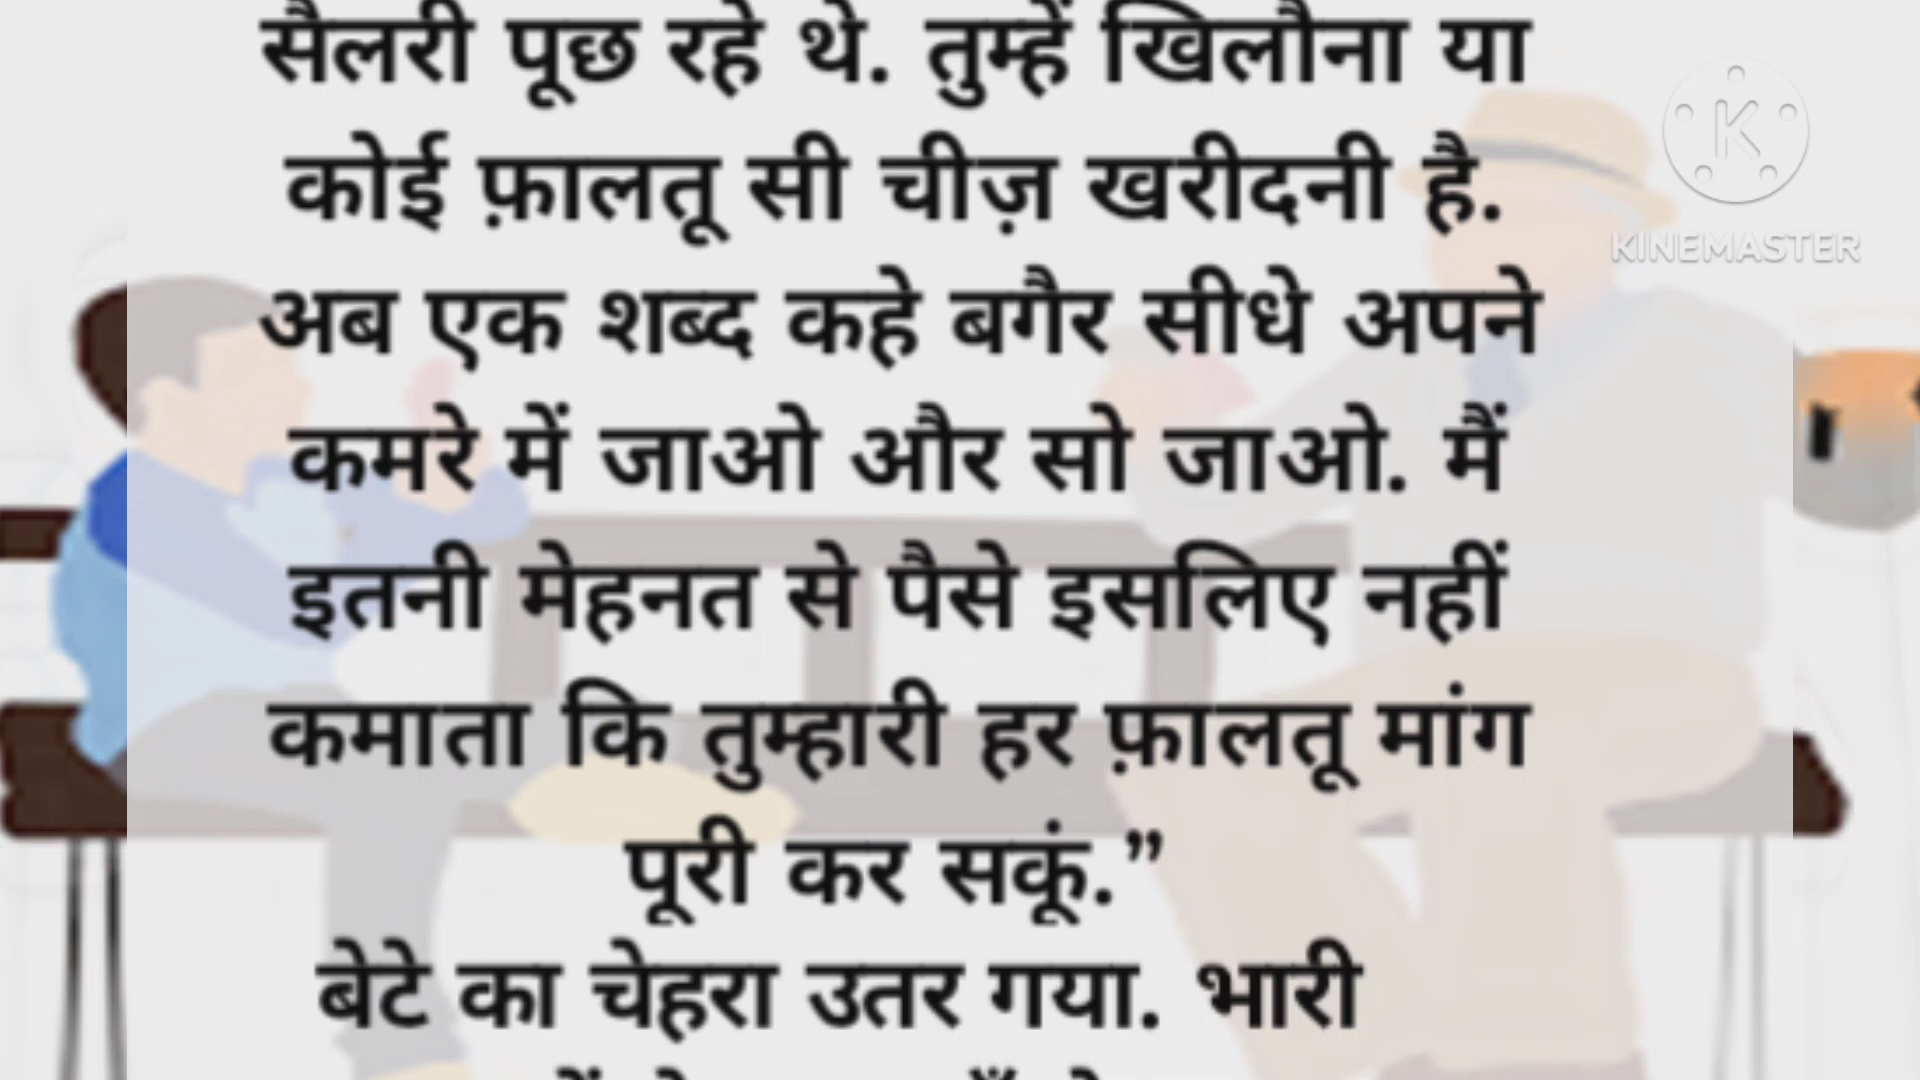 सैलरी पूछ रहे थे. तुम्हें खिलौना या
कोई फ़ालतू सी चीज़ खरीदनी है.
अब एक शब्द कहे बगैर सीधे अपने
कमरे में जाओ और सो जाओ. मैं
इतनी मेहनत से पैसे इसलिए नहीं
कमाता कि तुम्हारी हर फ़ालतू मांग
पूरी कर सकूं.”
बेटे का चेहरा उतर गया. भारी
K
KINEMASTER